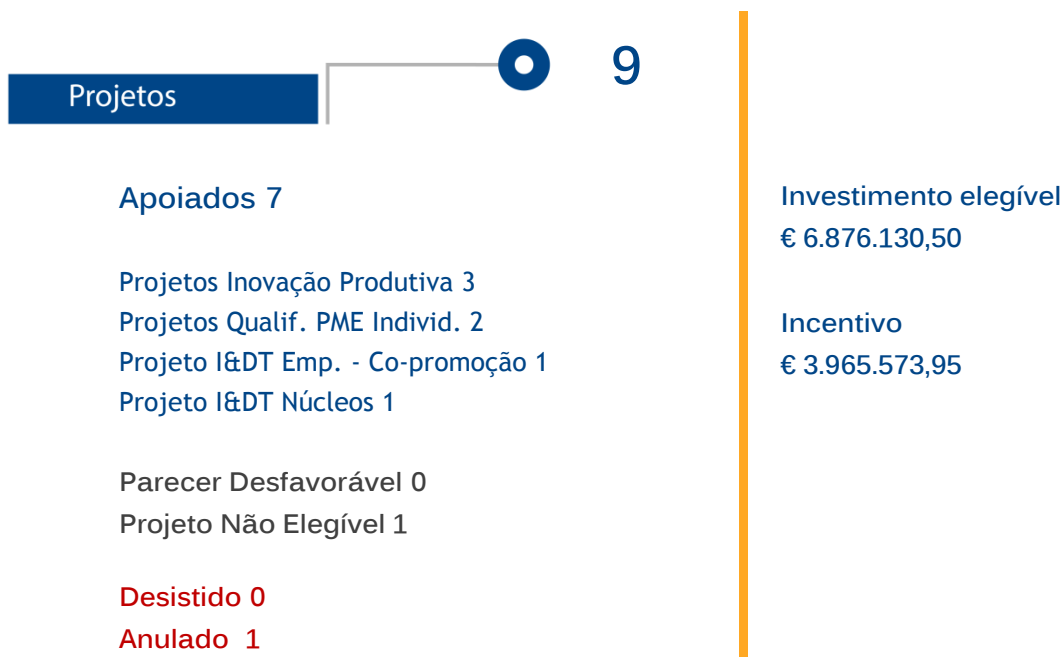 Projetos
9
Apoiados 7
Projetos Inovação Produtiva 3
Projetos Qualif. PME Individ. 2
Projeto I&DT Emp. - Co-promoção 1
Projeto I&DT Núcleos 1
Parecer Desfavorável 0
Projeto Não Elegível 1
Desistido 0
Anulado 1
Investimento elegível
€ 6.876.130,50
Incentivo
€ 3.965.573,95